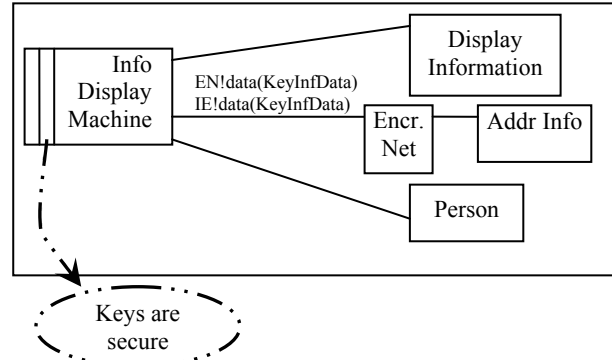 Info
Display
Machine
Display
Information
EN!data(KeyInfData)
IE!data(KeyInfData)
Encr.
Net
Addr Info
Person
Keys are
secure